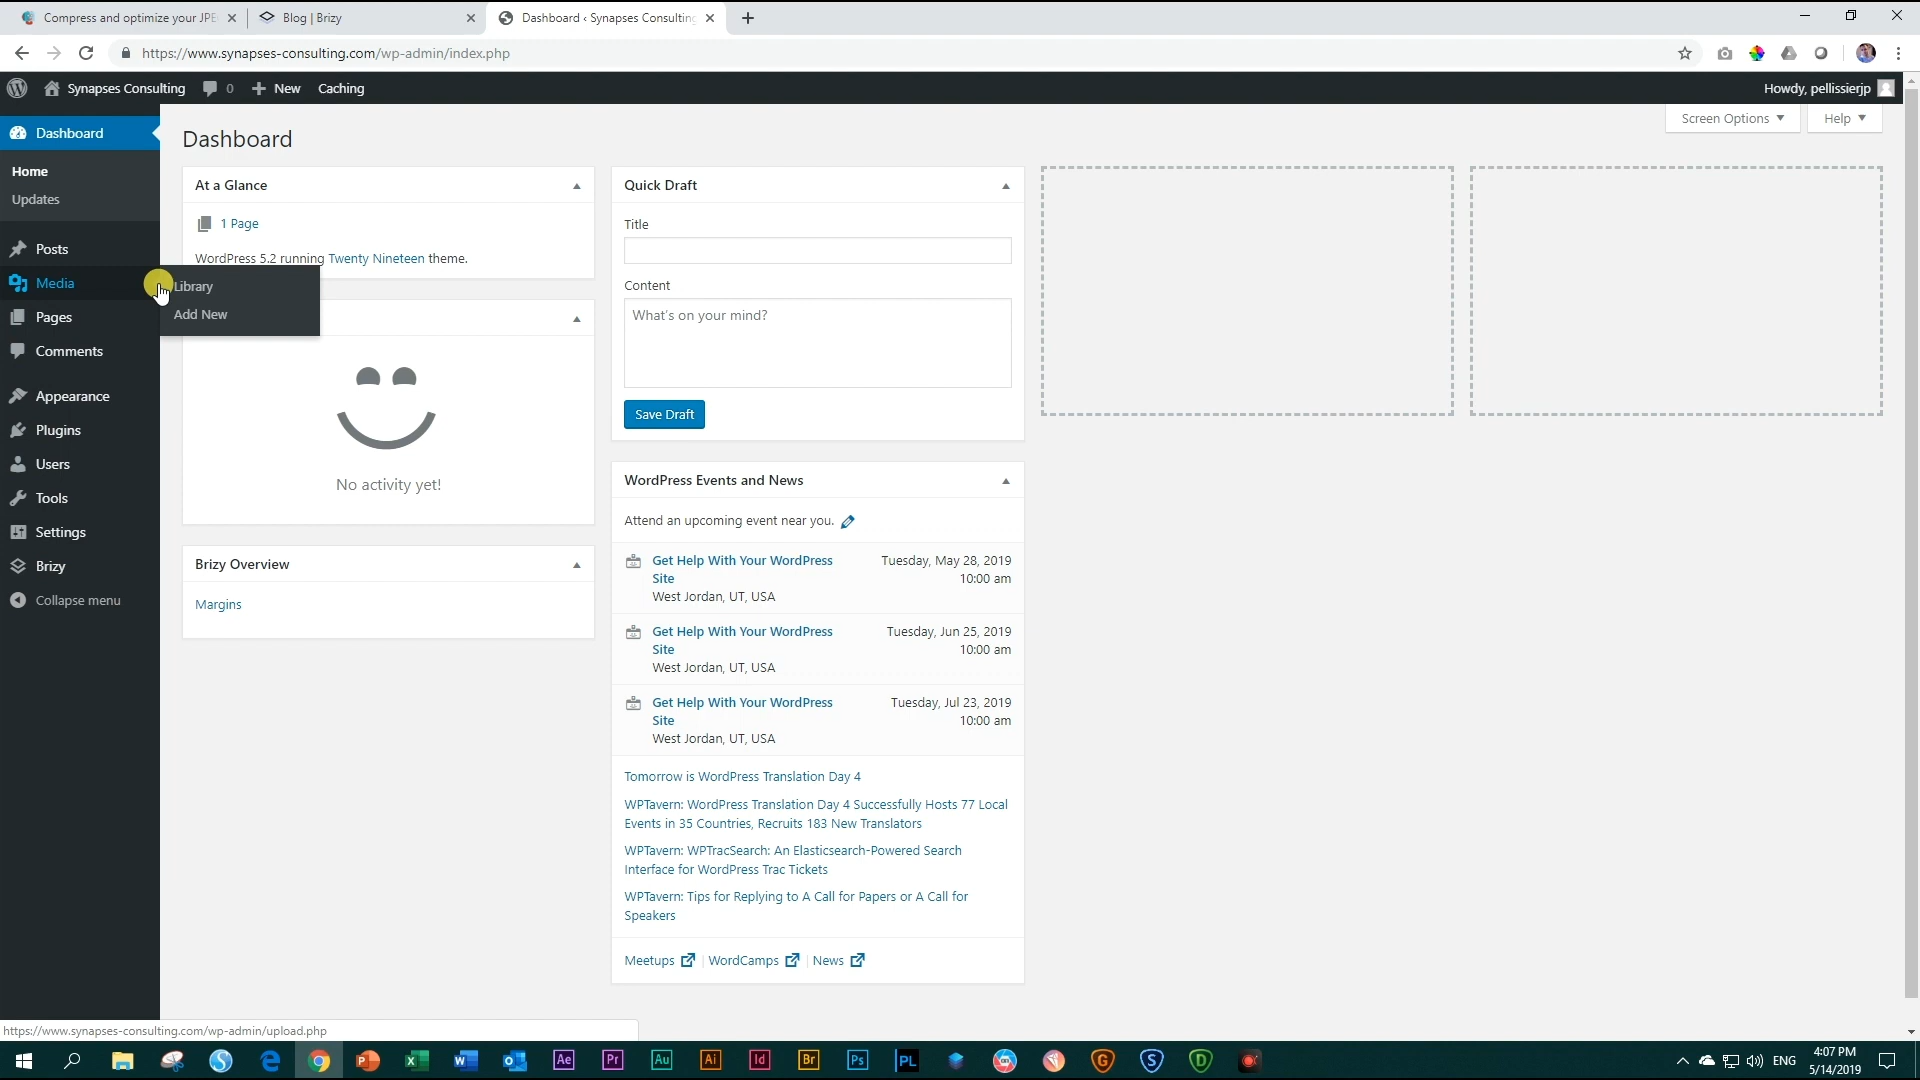 Compress and optimize your JPE
Blog | Brizy
Dashboard ‹ Synapses Consulting
https://www.synapses-consulting.com/wp-admin/index.php
Synapses Consulting
0
New
Caching
Howdy, pellissierjp
Dashboard
Home
Updates
Posts
Media
Pages
Comments
Appearance
Plugins
Users
Tools
Settings
Brizy
Collapse menu
Library
Add New
Dashboard
Screen Options
Help
At a Glance
1 Page
WordPress 5.2 running Twenty Nineteen theme.
No activity yet!
Brizy Overview
Margins
Quick Draft
Title
Content
What's on your mind?
Save Draft
WordPress Events and News
Attend an upcoming event near you.
Get Help With Your WordPress
Site
West Jordan, UT, USA
Tuesday, May 28, 2019
10:00 am
Get Help With Your WordPress
Site
West Jordan, UT, USA
Tuesday, Jun 25, 2019
10:00 am
Get Help With Your WordPress
Site
West Jordan, UT, USA
Tuesday, Jul 23, 2019
10:00 am
Tomorrow is WordPress Translation Day 4
WPTavern: WordPress Translation Day 4 Successfully Hosts 77 Local
Events in 35 Countries, Recruits 183 New Translators
WPTavern: WPTracSearch: An Elasticsearch-Powered Search
Interface for WordPress Trac Tickets
WPTavern: Tips for Replying to A Call for Papers or A Call for
Speakers
Meetups | WordCamps | News
https://www.synapses-consulting.com/wp-admin/upload.php
Ae
Pr
Au
Ai
Id
Br
Ps
PL
G
S
D
ENG
4:07 PM
5/14/2019